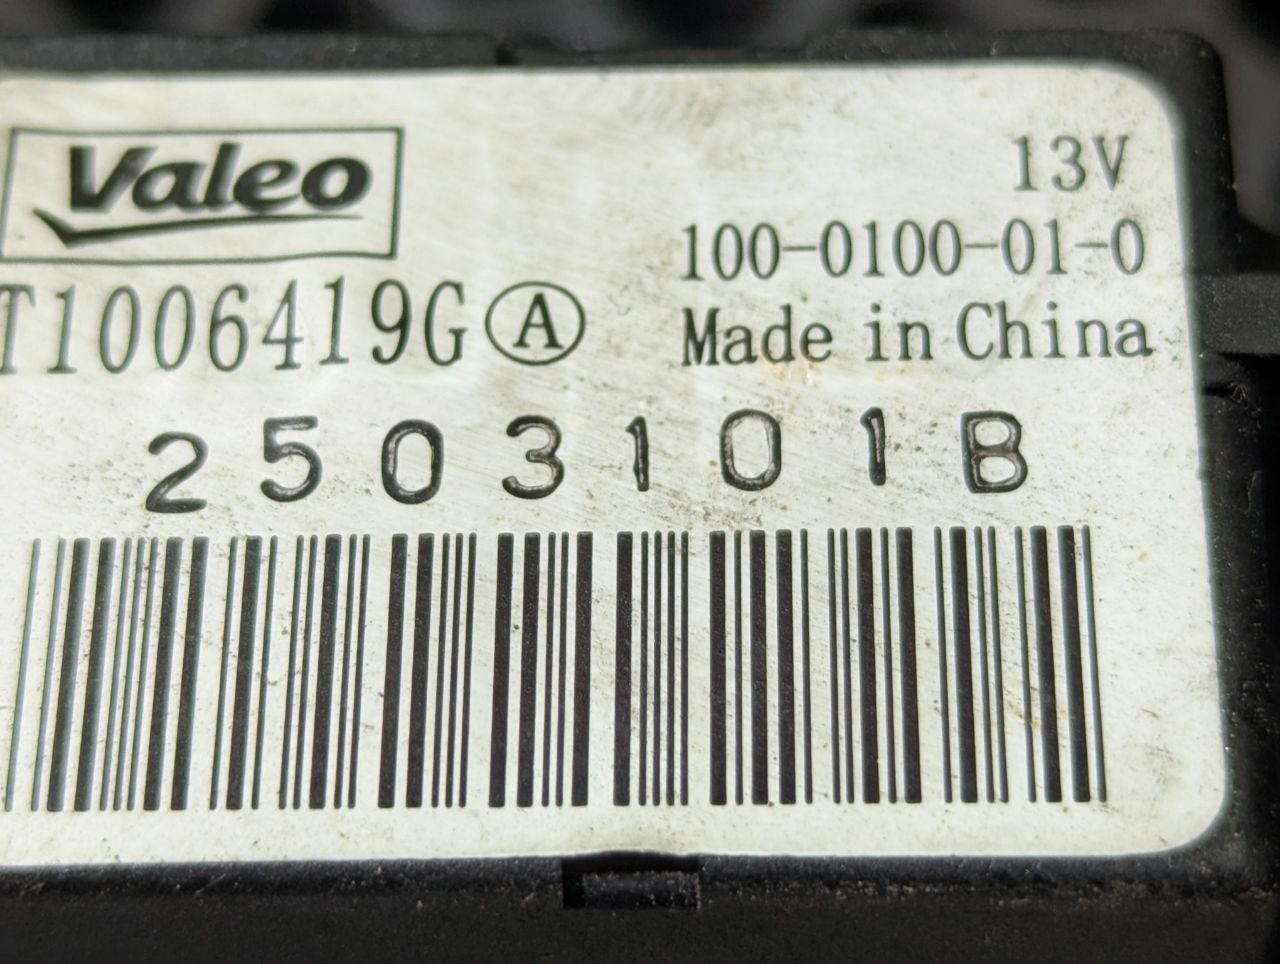 Valeo
13V
100-0100-01-0
T1006419G Ⓐ
Made in China
2503101B